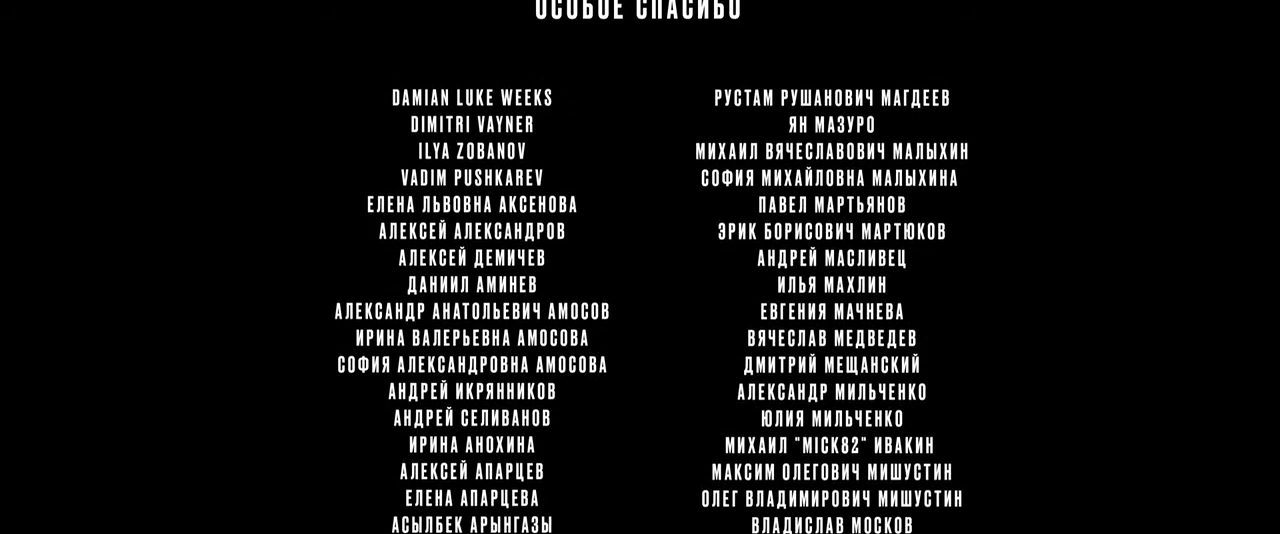 ОСОБОЕ СПАСИБО
DAMIAN LUKE WEEKS
DIMITRI VAYNER
ILYA ZOBANOV
VADIM PUSHKAREV
ЕЛЕНА ЛЬВОВНА АКСЕНОВА
АЛЕКСЕЙ АЛЕКСАНДРОВ
АЛЕКСЕЙ ДЕМИЧЕВ
ДАНИИЛ АМИНЕВ
АЛЕКСАНДР АНАТОЛЬЕВИЧ АМОСОВ
ИРИНА ВАЛЕРЬЕВНА АМОСОВА
СОФИЯ АЛЕКСАНДРОВНА АМОСОВА
АНДРЕЙ ИКРЯННИКОВ
АНДРЕЙ СЕЛИВАНОВ
ИРИНА АНОХИНА
АЛЕКСЕЙ АПАРЦЕВ
ЕЛЕНА АПАРЦЕВА
АСЫЛБЕК АРЫНГАЗЫ
РУСТАМ РУШАНОВИЧ МАГДЕЕВ
ЯН МАЗУРО
МИХАИЛ ВЯЧЕСЛАВОВИЧ МАЛЫХИН
СОФИЯ МИХАЙЛОВНА МАЛЫХИНА
ПАВЕЛ МАРТЬЯНОВ
ЭРИК БОРИСОВИЧ МАРТЮКОВ
АНДРЕЙ МАСЛИВЕЦ
ИЛЬЯ МАХЛИН
ЕВГЕНИЯ МАЧНЕВА
ВЯЧЕСЛАВ МЕДВЕДЕВ
ДМИТРИЙ МЕЩАНСКИЙ
АЛЕКСАНДР МИЛЬЧЕНКО
ЮЛИЯ МИЛЬЧЕНКО
МИХАИЛ "MICK82" ИВАКИН
МАКСИМ ОЛЕГОВИЧ МИШУСТИН
ОЛЕГ ВЛАДИМИРОВИЧ МИШУСТИН
ВЛАДИСЛАВ МОСКОВ